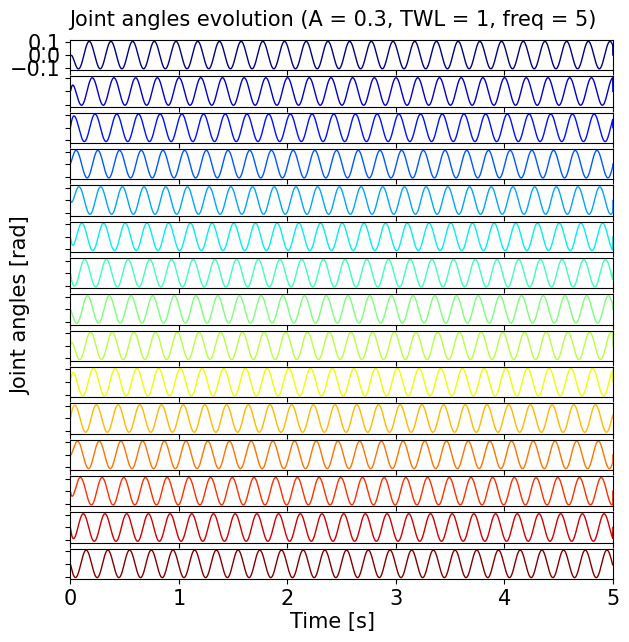 Joint angles evolution (A = 0.3, TWL = 1, freq = 5)
0.1
0.0
−0.1
Joint angles [rad]
0 1 2 3 4 5
Time [s]